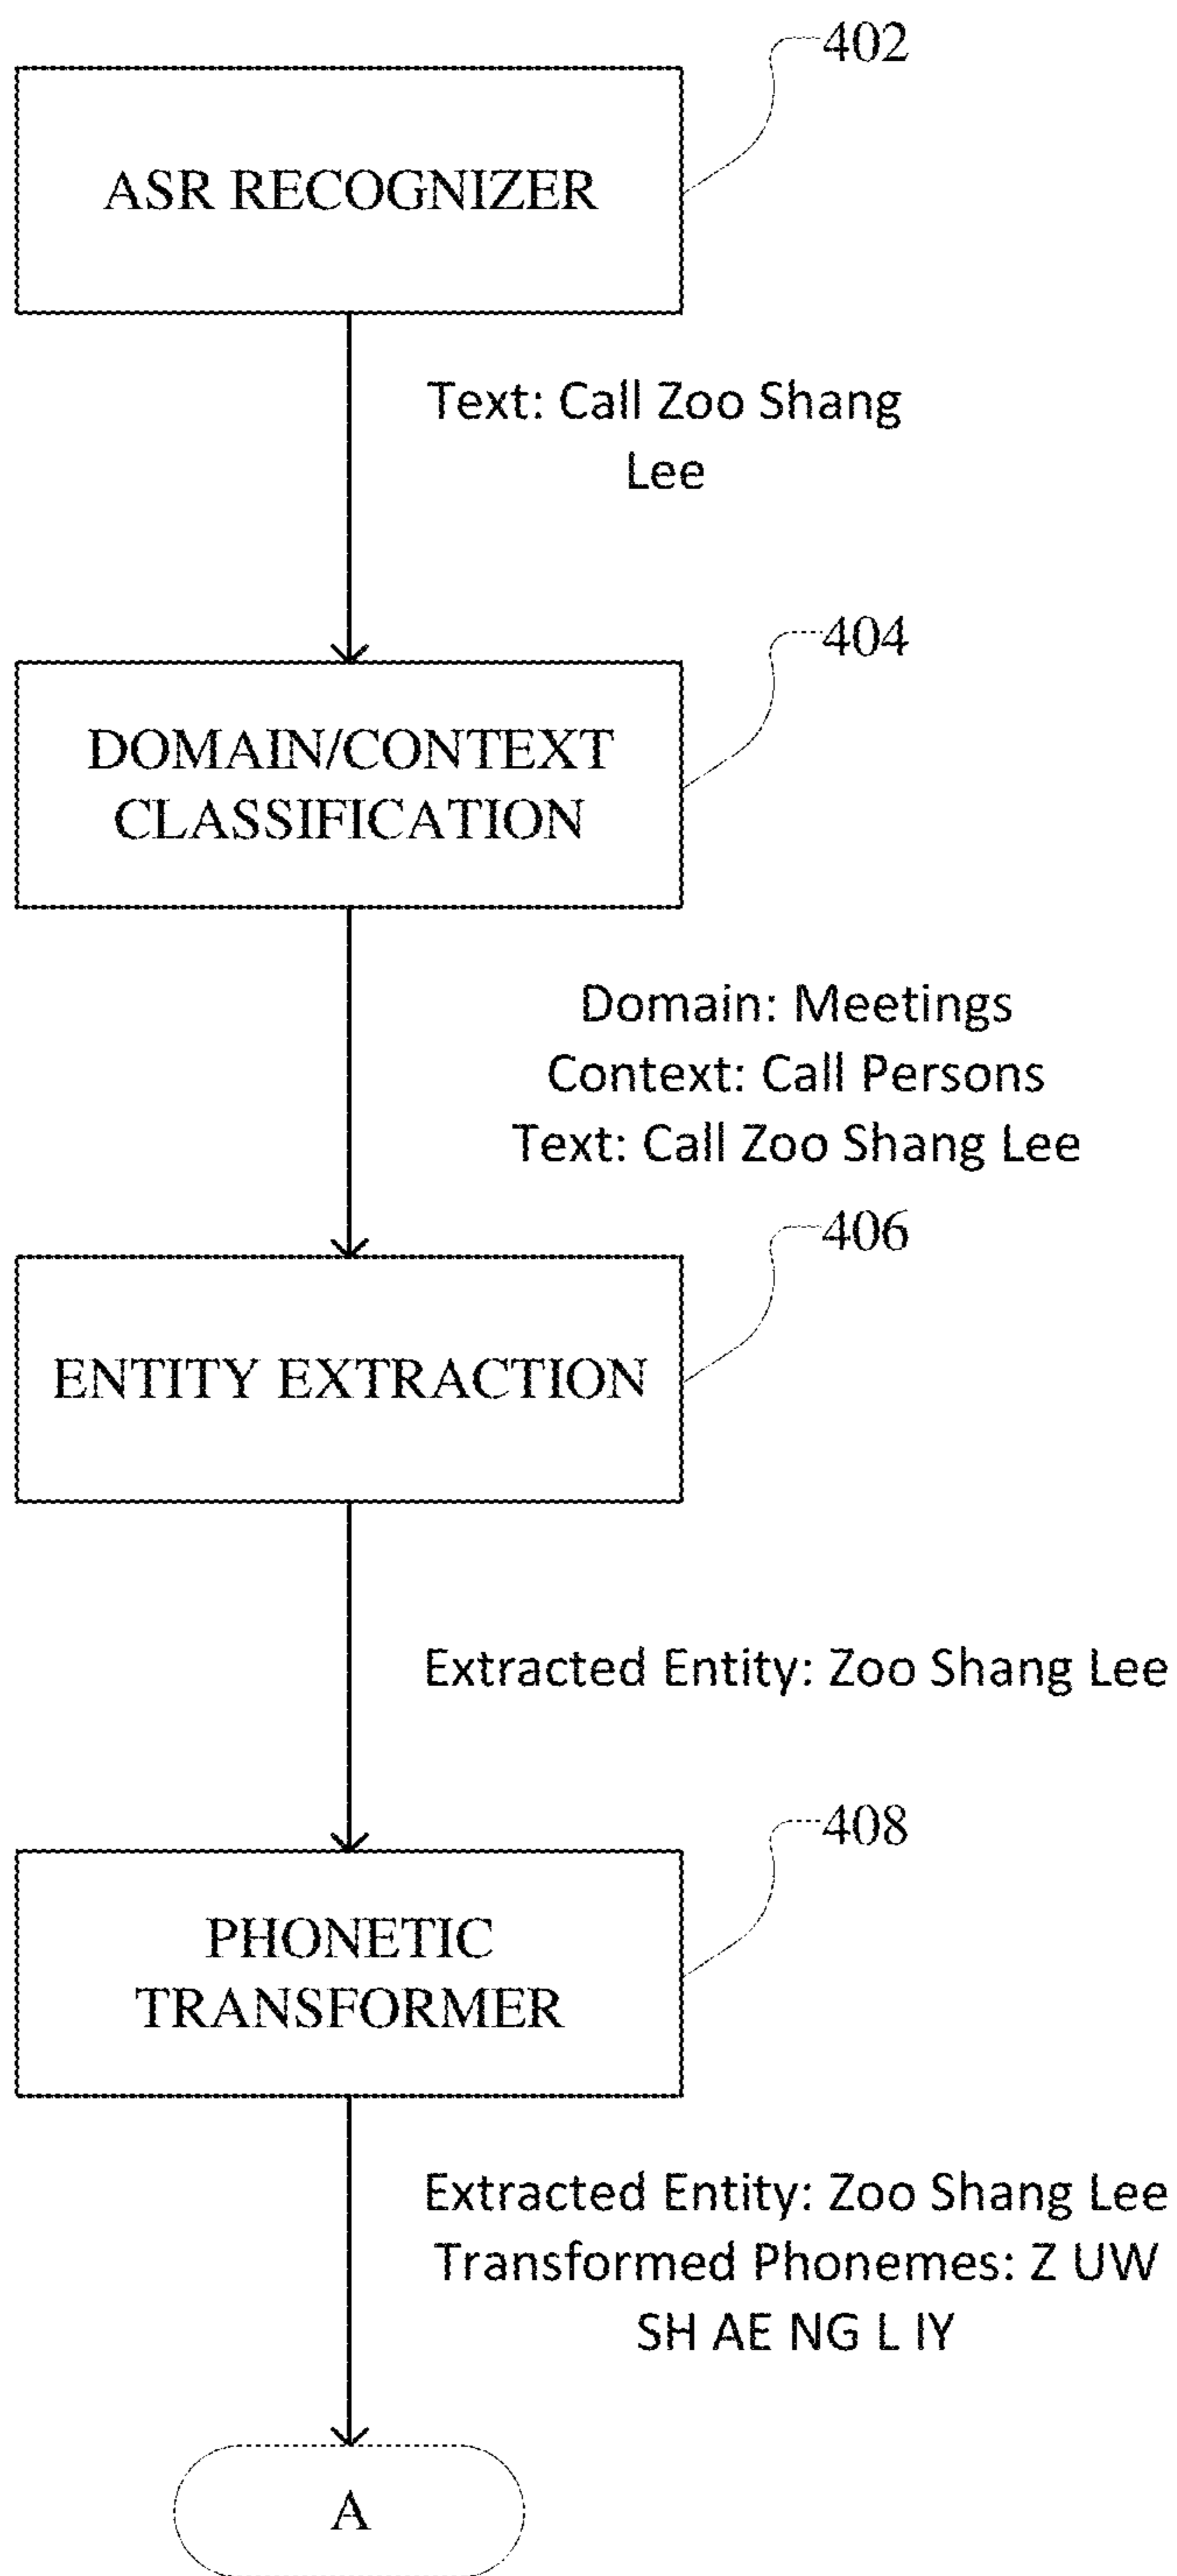 402
ASR RECOGNIZER
Text: Call Zoo Shang
Lee
404
DOMAIN/CONTEXT
CLASSIFICATION
Domain: Meetings
Context: Call Persons
Text: Call Zoo Shang Lee
406
ENTITY EXTRACTION
Extracted Entity: Zoo Shang Lee
408
PHONETIC
TRANSFORMER
Extracted Entity: Zoo Shang Lee
Transformed Phonemes: Z UW
SH AE NG L IY
A